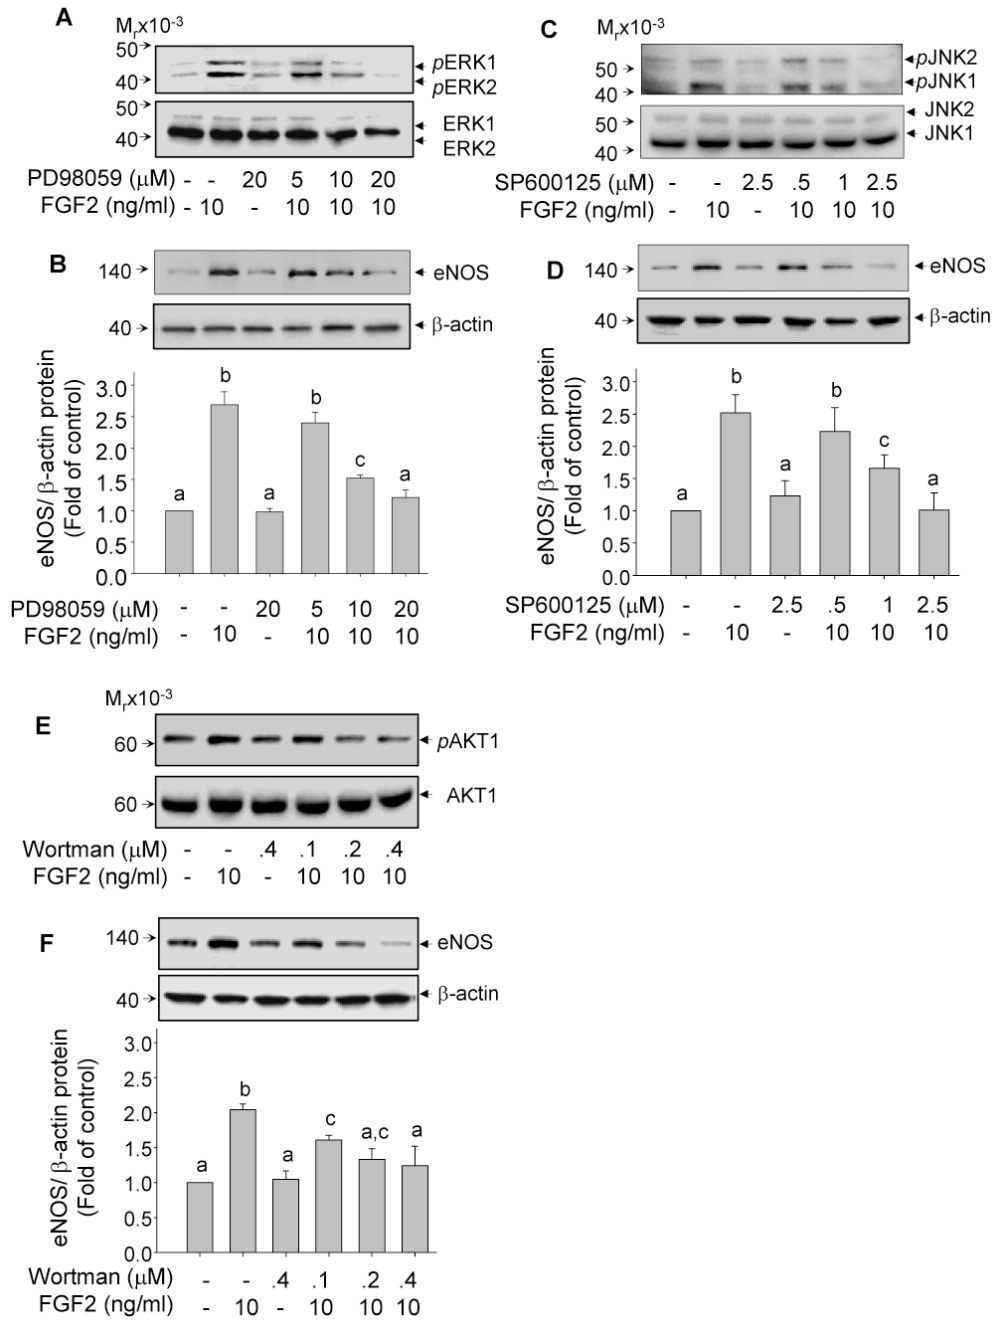 A
Mrx10-3
50
40
pERK1
pERK2
50
40
ERK1
ERK2
PD98059 (μM) - - 20 5 10 20
FGF2 (ng/ml) - 10 - 10 10 10
B
140
eNOS
40
β-actin
eNOS/ β-actin protein
(Fold of control)
3.0
2.5
2.0
1.5
1.0
0.5
0.0
a b a b c a
PD98059 (μM) - - 20 5 10 20
FGF2 (ng/ml) - 10 - 10 10 10
C
Mrx10-3
50
40
pJNK2
pJNK1
50
40
JNK2
JNK1
SP600125 (μM) - - 2.5 .5 1 2.5
FGF2 (ng/ml) - 10 - 10 10 10
D
140
eNOS
40
β-actin
eNOS/ β-actin protein
(Fold of control)
3.0
2.5
2.0
1.5
1.0
0.5
0.0
a b a b c a
SP600125 (μM) - - 2.5 .5 1 2.5
FGF2 (ng/ml) - 10 - 10 10 10
E
Mrx10-3
60
pAKT1
60
AKT1
Wortman (μM) - - .4 .1 .2 .4
FGF2 (ng/ml) - 10 - 10 10 10
F
140
eNOS
40
β-actin
eNOS/ β-actin protein
(Fold of control)
3.0
2.5
2.0
1.5
1.0
0.5
0.0
a b a c a,c a
Wortman (μM) - - .4 .1 .2 .4
FGF2 (ng/ml) - 10 - 10 10 10